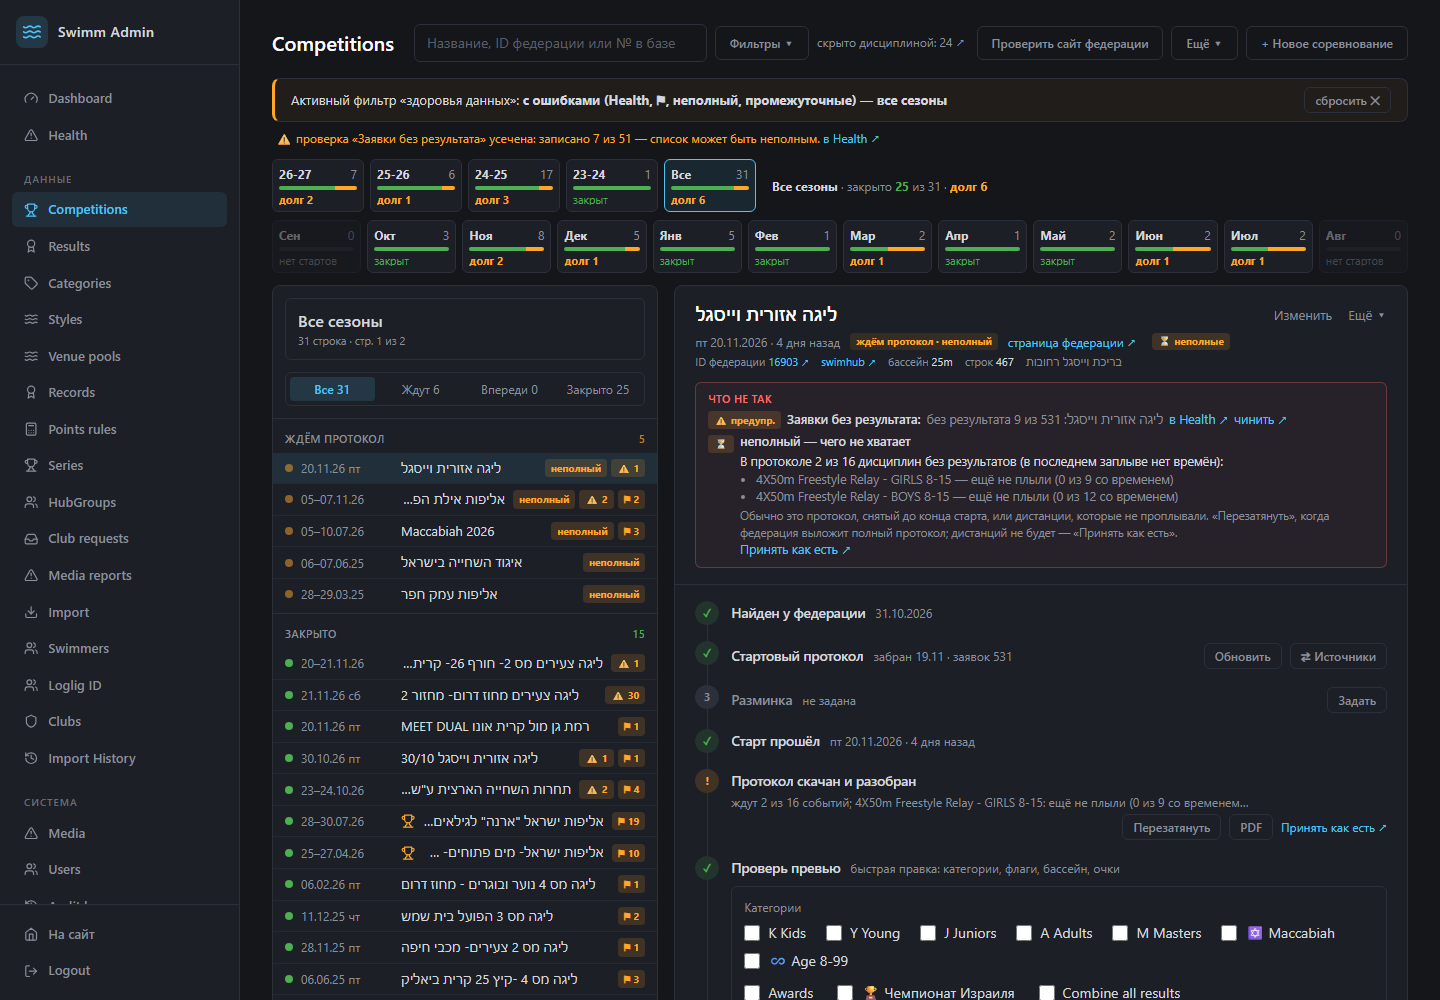 Swimm Admin
Dashboard
Health
ДАННЫЕ
Competitions
Results
Categories
Styles
Venue pools
Records
Points rules
Series
HubGroups
Club requests
Media reports
Import
Swimmers
Loglig ID
Clubs
Import History
СИСТЕМА
Media
Users
На сайт
Logout
Competitions
Название, ID федерации или № в базе
Фильтры ▾
скрыто дисциплиной: 24 ↗
Проверить сайт федерации
Ещё ▾
+ Новое соревнование
Активный фильтр «здоровья данных»: с ошибками (Health, ⚑, неполный, промежуточные) — все сезоны
сбросить ✕
⚠ проверка «Заявки без результата» усечена: записано 7 из 51 — список может быть неполным. в Health ↗
26-27 7
долг 2
25-26 6
долг 1
24-25 17
долг 3
23-24 1
закрыт
Все 31
долг 6
Все сезоны · закрыто 25 из 31 · долг 6
Сен 0
нет стартов
Окт 3
закрыт
Ноя 8
долг 2
Дек 5
долг 1
Янв 5
закрыт
Фев 1
закрыт
Мар 2
долг 1
Апр 1
закрыт
Май 2
закрыт
Июн 2
долг 1
Июл 2
долг 1
Авг 0
нет стартов
Все сезоны
31 строка · стр. 1 из 2
Все 31
Ждут 6
Впереди 0
Закрыто 25
ЖДЁМ ПРОТОКОЛ 5
20.11.26 пт ליגה אזורית וייסגל неполный ⚠ 1
05–07.11.26 אליפות אילת הפ... неполный ⚠ 2 ⚑ 2
05–10.07.26 Maccabiah 2026 неполный ⚑ 3
06–07.06.25 איגוד השחייה בישראל неполный
28–29.03.25 אליפות עמק חפר неполный
ЗАКРЫТО 15
20–21.11.26 ליגה צעירים מס 2- חורף 26- קרית... ⚠ 1
21.11.26 сб ליגה צעירים מחוז דרום- מחזור 2 ⚠ 30
20.11.26 пт רמת גן מול קרית אונו MEET DUAL ⚑ 1
30.10.26 пт ליגה אזורית וייסגל 30/10 ⚠ 1 ⚑ 1
23–24.10.26 תחרות השחייה הארצית ע"ש... ⚠ 2 ⚑ 4
28–30.07.26 אליפות ישראל "ארנה" לגילאים... ⚑ 19
25–27.04.26 אליפות ישראל- מים פתוחים- ... ⚑ 10
06.02.26 пт ליגה מס 4 נוער ובוגרים - מחוז דרום ⚑ 1
11.12.25 чт ליגה מס 3 הפועל בית שמש ⚑ 2
28.11.25 пт ליגה מס 2 צעירים- מכבי חיפה ⚑ 1
06.06.25 пт ליגה מס 4 -קיץ 25 קרית ביאליק ⚑ 3
ליגה אזורית וייסגל
Изменить
Ещё ▾
пт 20.11.2026 · 4 дня назад ждём протокол · неполный страница федерации ↗ ⌛ неполные
ID федерации 16903 ↗ swimhub ↗ бассейн 25m строк 467 בריכת וייסגל רחובות
ЧТО НЕ ТАК
⚠ предупр. Заявки без результата: без результата 9 из 531 :ליגה אזורית וייסגל в Health ↗ чинить ↗
⌛ неполный — чего не хватает
В протоколе 2 из 16 дисциплин без результатов (в последнем заплыве нет времён):
• 4X50m Freestyle Relay - GIRLS 8-15 — ещё не плыли (0 из 9 со временем)
• 4X50m Freestyle Relay - BOYS 8-15 — ещё не плыли (0 из 12 со временем)
Обычно это протокол, снятый до конца старта, или дистанции, которые не проплывали. «Перезатянуть», когда
федерация выложит полный протокол; дистанций не будет — «Принять как есть».
Принять как есть ↗
✓ Найден у федерации 31.10.2026
✓ Стартовый протокол забран 19.11 · заявок 531
Обновить
⇄ Источники
3 Разминка не задана
Задать
✓ Старт прошёл пт 20.11.2026 · 4 дня назад
! Протокол скачан и разобран
ждут 2 из 16 событий; 4X50m Freestyle Relay - GIRLS 8-15: ещё не плыли (0 из 9 со временем...
Перезатянуть
PDF
Принять как есть ↗
✓ Проверь превью быстрая правка: категории, флаги, бассейн, очки
Категории
K Kids
Y Young
J Juniors
A Adults
M Masters
Maccabiah
Age 8-99
Awards
Чемпионат Израиля
Combine all results